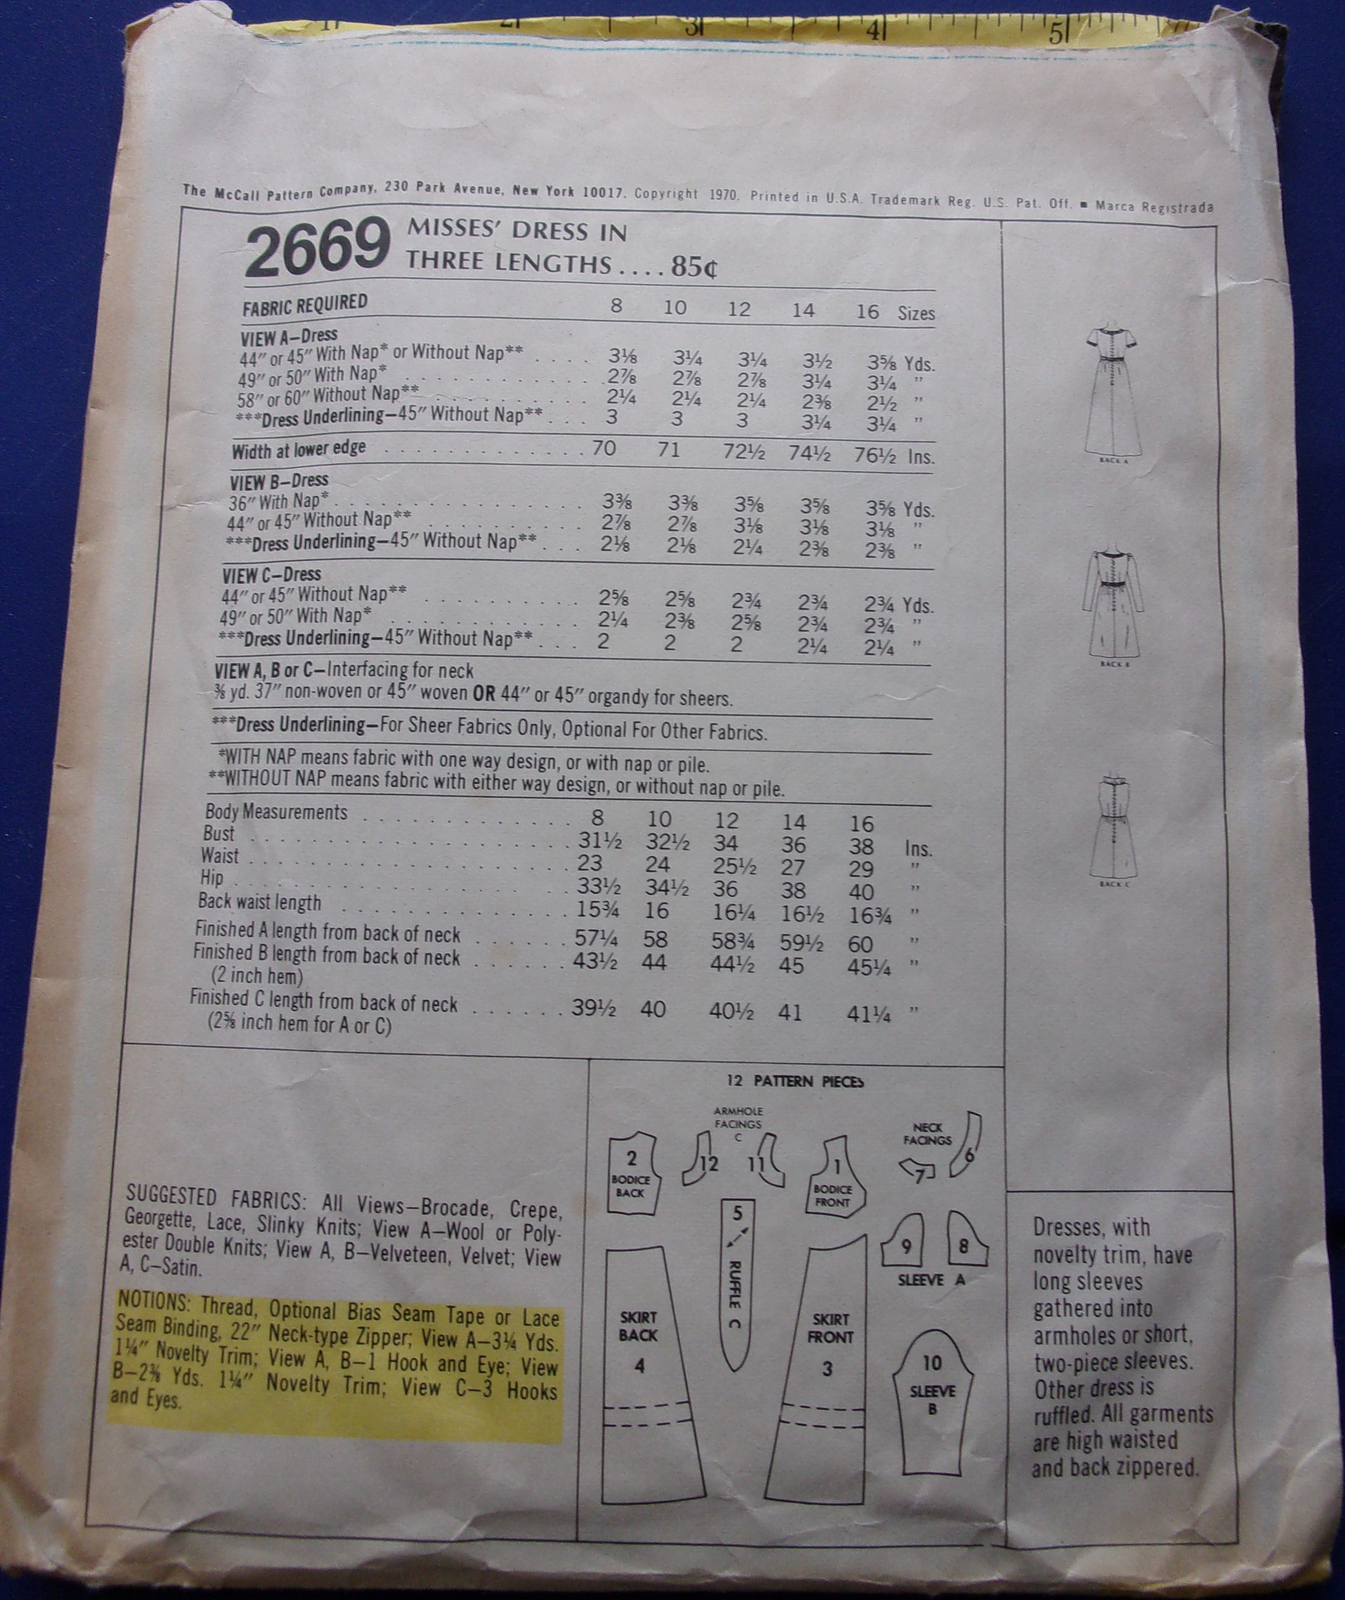 1 2 3 4 5
The McCall Pattern Company, 230 Park Avenue, New York 10017. Copyright 1970, Printed in U.S.A. Trademark Reg. U.S. Pat. Off. ■ Marca Registrada
2669 MISSES' DRESS IN
THREE LENGTHS .... 85¢
FABRIC REQUIRED 8 10 12 14 16 Sizes
VIEW A—Dress
44" or 45" With Nap* or Without Nap** .... 3⅛ 3¼ 3¼ 3½ 3⅝ Yds.
49" or 50" With Nap* .......... 2⅞ 2⅞ 2⅞ 3¼ 3¼ "
58" or 60" Without Nap** .......... 2¼ 2¼ 2¼ 2⅜ 2½ "
***Dress Underlining—45" Without Nap** ... 3 3 3 3¼ 3¼ "
Width at lower edge ............ 70 71 72½ 74½ 76½ Ins.
VIEW B—Dress
36" With Nap* ............. 3⅜ 3⅜ 3⅝ 3⅝ 3⅝ Yds.
44" or 45" Without Nap** ......... 2⅞ 2⅞ 3⅛ 3⅛ 3⅛ "
***Dress Underlining—45" Without Nap** ... 2⅛ 2⅛ 2¼ 2⅜ 2⅜ "
VIEW C—Dress
44" or 45" Without Nap** ......... 2⅝ 2⅝ 2¾ 2¾ 2¾ Yds.
49" or 50" With Nap* ........... 2¼ 2⅜ 2⅝ 2¾ 2¾ "
***Dress Underlining—45" Without Nap** ... 2 2 2 2¼ 2¼ "
VIEW A, B or C—Interfacing for neck
⅜ yd. 37" non-woven or 45" woven OR 44" or 45" organdy for sheers.
***Dress Underlining—For Sheer Fabrics Only, Optional For Other Fabrics.
*WITH NAP means fabric with one way design, or with nap or pile.
**WITHOUT NAP means fabric with either way design, or without nap or pile.
Body Measurements ............. 8 10 12 14 16
Bust .................... 31½ 32½ 34 36 38 Ins.
Waist .................... 23 24 25½ 27 29 "
Hip ..................... 33½ 34½ 36 38 40 "
Back waist length .............. 15¾ 16 16¼ 16½ 16¾ "
Finished A length from back of neck ...... 57¼ 58 58¾ 59½ 60 "
Finished B length from back of neck ...... 43½ 44 44½ 45 45¼ "
(2 inch hem)
Finished C length from back of neck ...... 39½ 40 40½ 41 41¼ "
(2⅝ inch hem for A or C)
BACK A
BACK B
BACK C
SUGGESTED FABRICS: All Views—Brocade, Crepe,
Georgette, Lace, Slinky Knits; View A—Wool or Poly-
ester Double Knits; View A, B—Velveteen, Velvet; View
A, C—Satin.
NOTIONS: Thread, Optional Bias Seam Tape or Lace
Seam Binding, 22" Neck-type Zipper; View A—3¼ Yds.
1¼" Novelty Trim; View A, B—1 Hook and Eye; View
B—2⅜ Yds. 1¼" Novelty Trim; View C—3 Hooks
and Eyes.
12 PATTERN PIECES
ARMHOLE
FACINGS
C
NECK
FACINGS
2
BODICE
BACK
12
11
1
BODICE
FRONT
7
6
5
RUFFLE C
9
8
SLEEVE A
SKIRT
BACK
4
SKIRT
FRONT
3
10
SLEEVE
B
Dresses, with
novelty trim, have
long sleeves
gathered into
armholes or short,
two-piece sleeves.
Other dress is
ruffled. All garments
are high waisted
and back zippered.